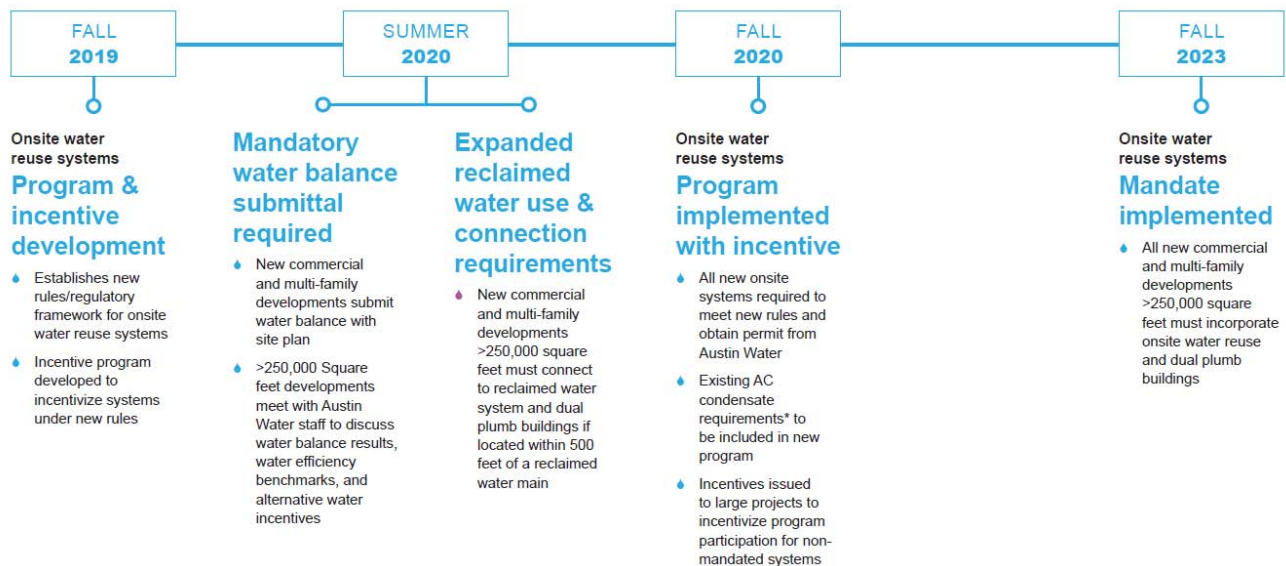 FALL
2019
SUMMER
2020
FALL
2020
FALL
2023
Onsite water
reuse systems
Program &
incentive
development
Establishes new
rules/regulatory
framework for onsite
water reuse systems
Incentive program
developed to
incentivize systems
under new rules
Mandatory
water balance
submittal
required
New commercial
and multi-family
developments submit
water balance with
site plan
>250,000 Square
feet developments
meet with Austin
Water staff to discuss
water balance results,
water efficiency
benchmarks, and
alternative water
incentives
Expanded
reclaimed
water use &
connection
requirements
New commercial
and multi-family
developments
>250,000 square
feet must connect
to reclaimed water
system and dual
plumb buildings if
located within 500
feet of a reclaimed
water main
Onsite water
reuse systems
Program
implemented
with incentive
All new onsite
systems required to
meet new rules and
obtain permit from
Austin Water
Existing AC
condensate
requirements* to
be included in new
program
Incentives issued
to large projects to
incentivize program
participation for non-
mandated systems
Onsite water
reuse systems
Mandate
implemented
All new commercial
and multi-family
developments
>250,000 square
feet must incorporate
onsite water reuse
and dual plumb
buildings